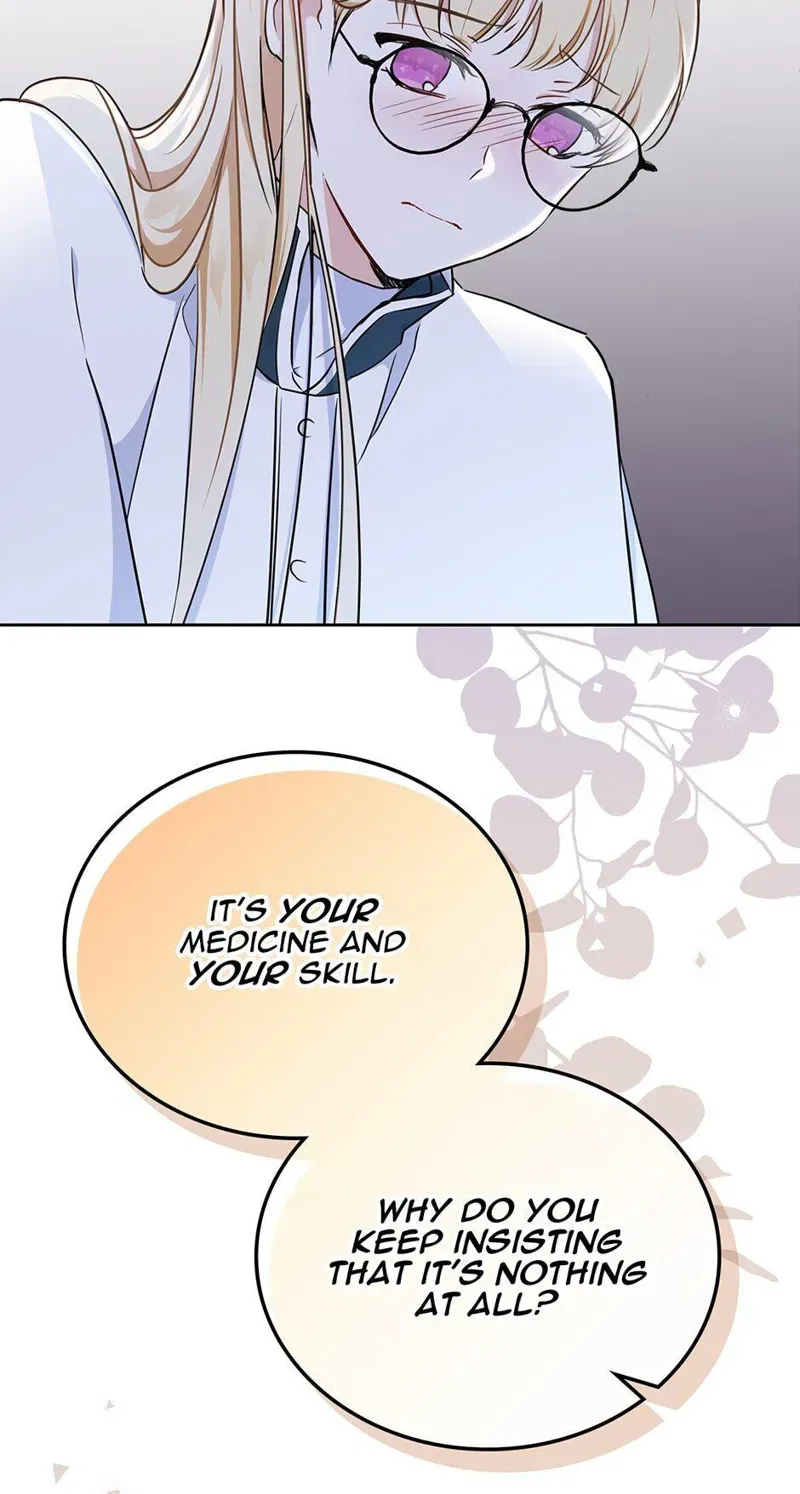 IT'S YOUR
MEDICINE AND
YOUR SKILL.
WHY DO YOU
KEEP INSISTING
THAT IT'S NOTHING
AT ALL?